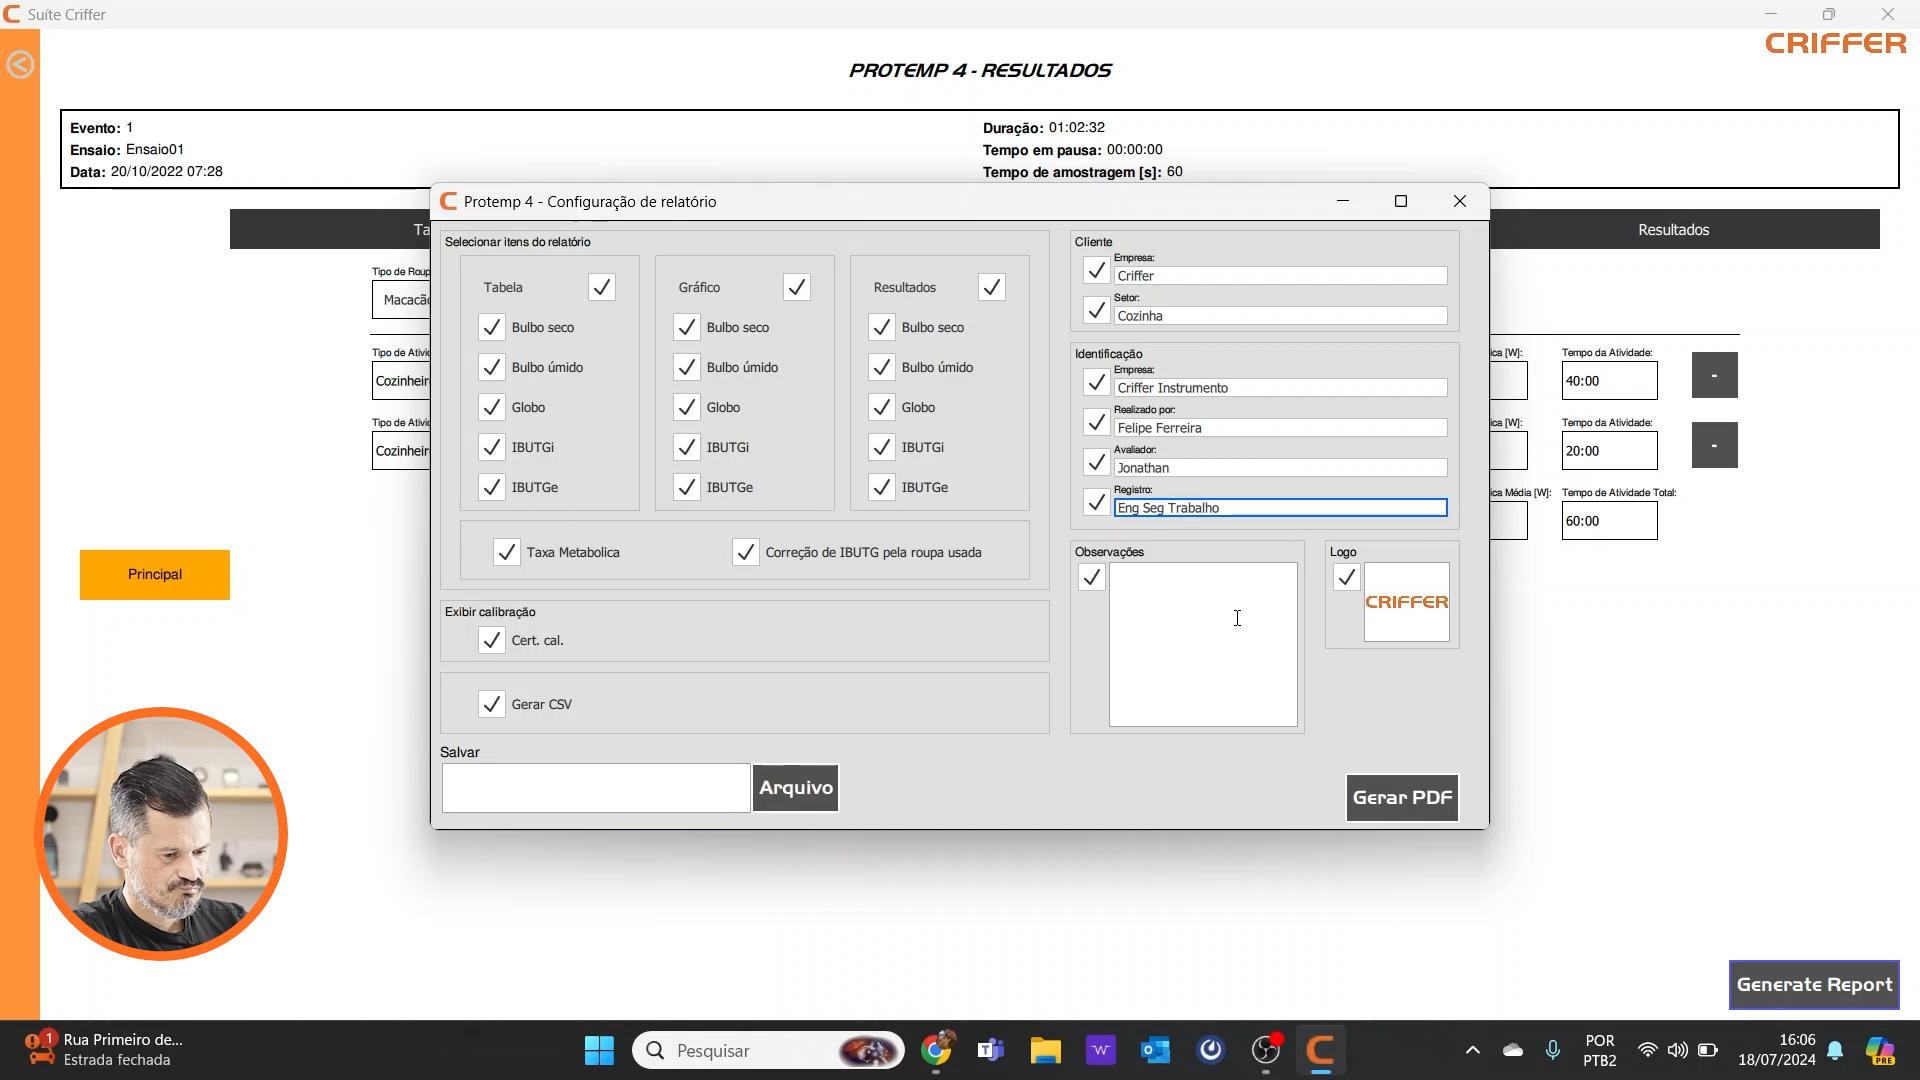 Suíte Criffer
CRIFFER
PROTEMP 4 - RESULTADOS
Evento: 1
Ensaio: Ensaio01
Data: 20/10/2022 07:28
Duração: 01:02:32
Tempo em pausa: 00:00:00
Tempo de amostragem [s]: 60
Ta
Resultados
Tipo de Roup
Macacã
Tipo de Ativi
Cozinheir
Tipo de Ativi
Cozinheir
ica [W]:
Tempo da Atividade:
40:00
-
ica [W]:
Tempo da Atividade:
20:00
-
ica Média [W]:
Tempo de Atividade Total:
60:00
Principal
Protemp 4 - Configuração de relatório
Selecionar itens do relatório
Tabela
Bulbo seco
Bulbo úmido
Globo
IBUTGi
IBUTGe
Gráfico
Bulbo seco
Bulbo úmido
Globo
IBUTGi
IBUTGe
Resultados
Bulbo seco
Bulbo úmido
Globo
IBUTGi
IBUTGe
Taxa Metabolica
Correção de IBUTG pela roupa usada
Exibir calibração
Cert. cal.
Gerar CSV
Salvar
Arquivo
Cliente
Empresa:
Criffer
Setor:
Cozinha
Identificação
Empresa:
Criffer Instrumento
Realizado por:
Felipe Ferreira
Avaliador:
Jonathan
Registro:
Eng Seg Trabalho
Observações
Logo
CRIFFER
Gerar PDF
Generate Report
1
Rua Primeiro de...
Estrada fechada
Pesquisar
POR
PTB2
16:06
18/07/2024
PRE